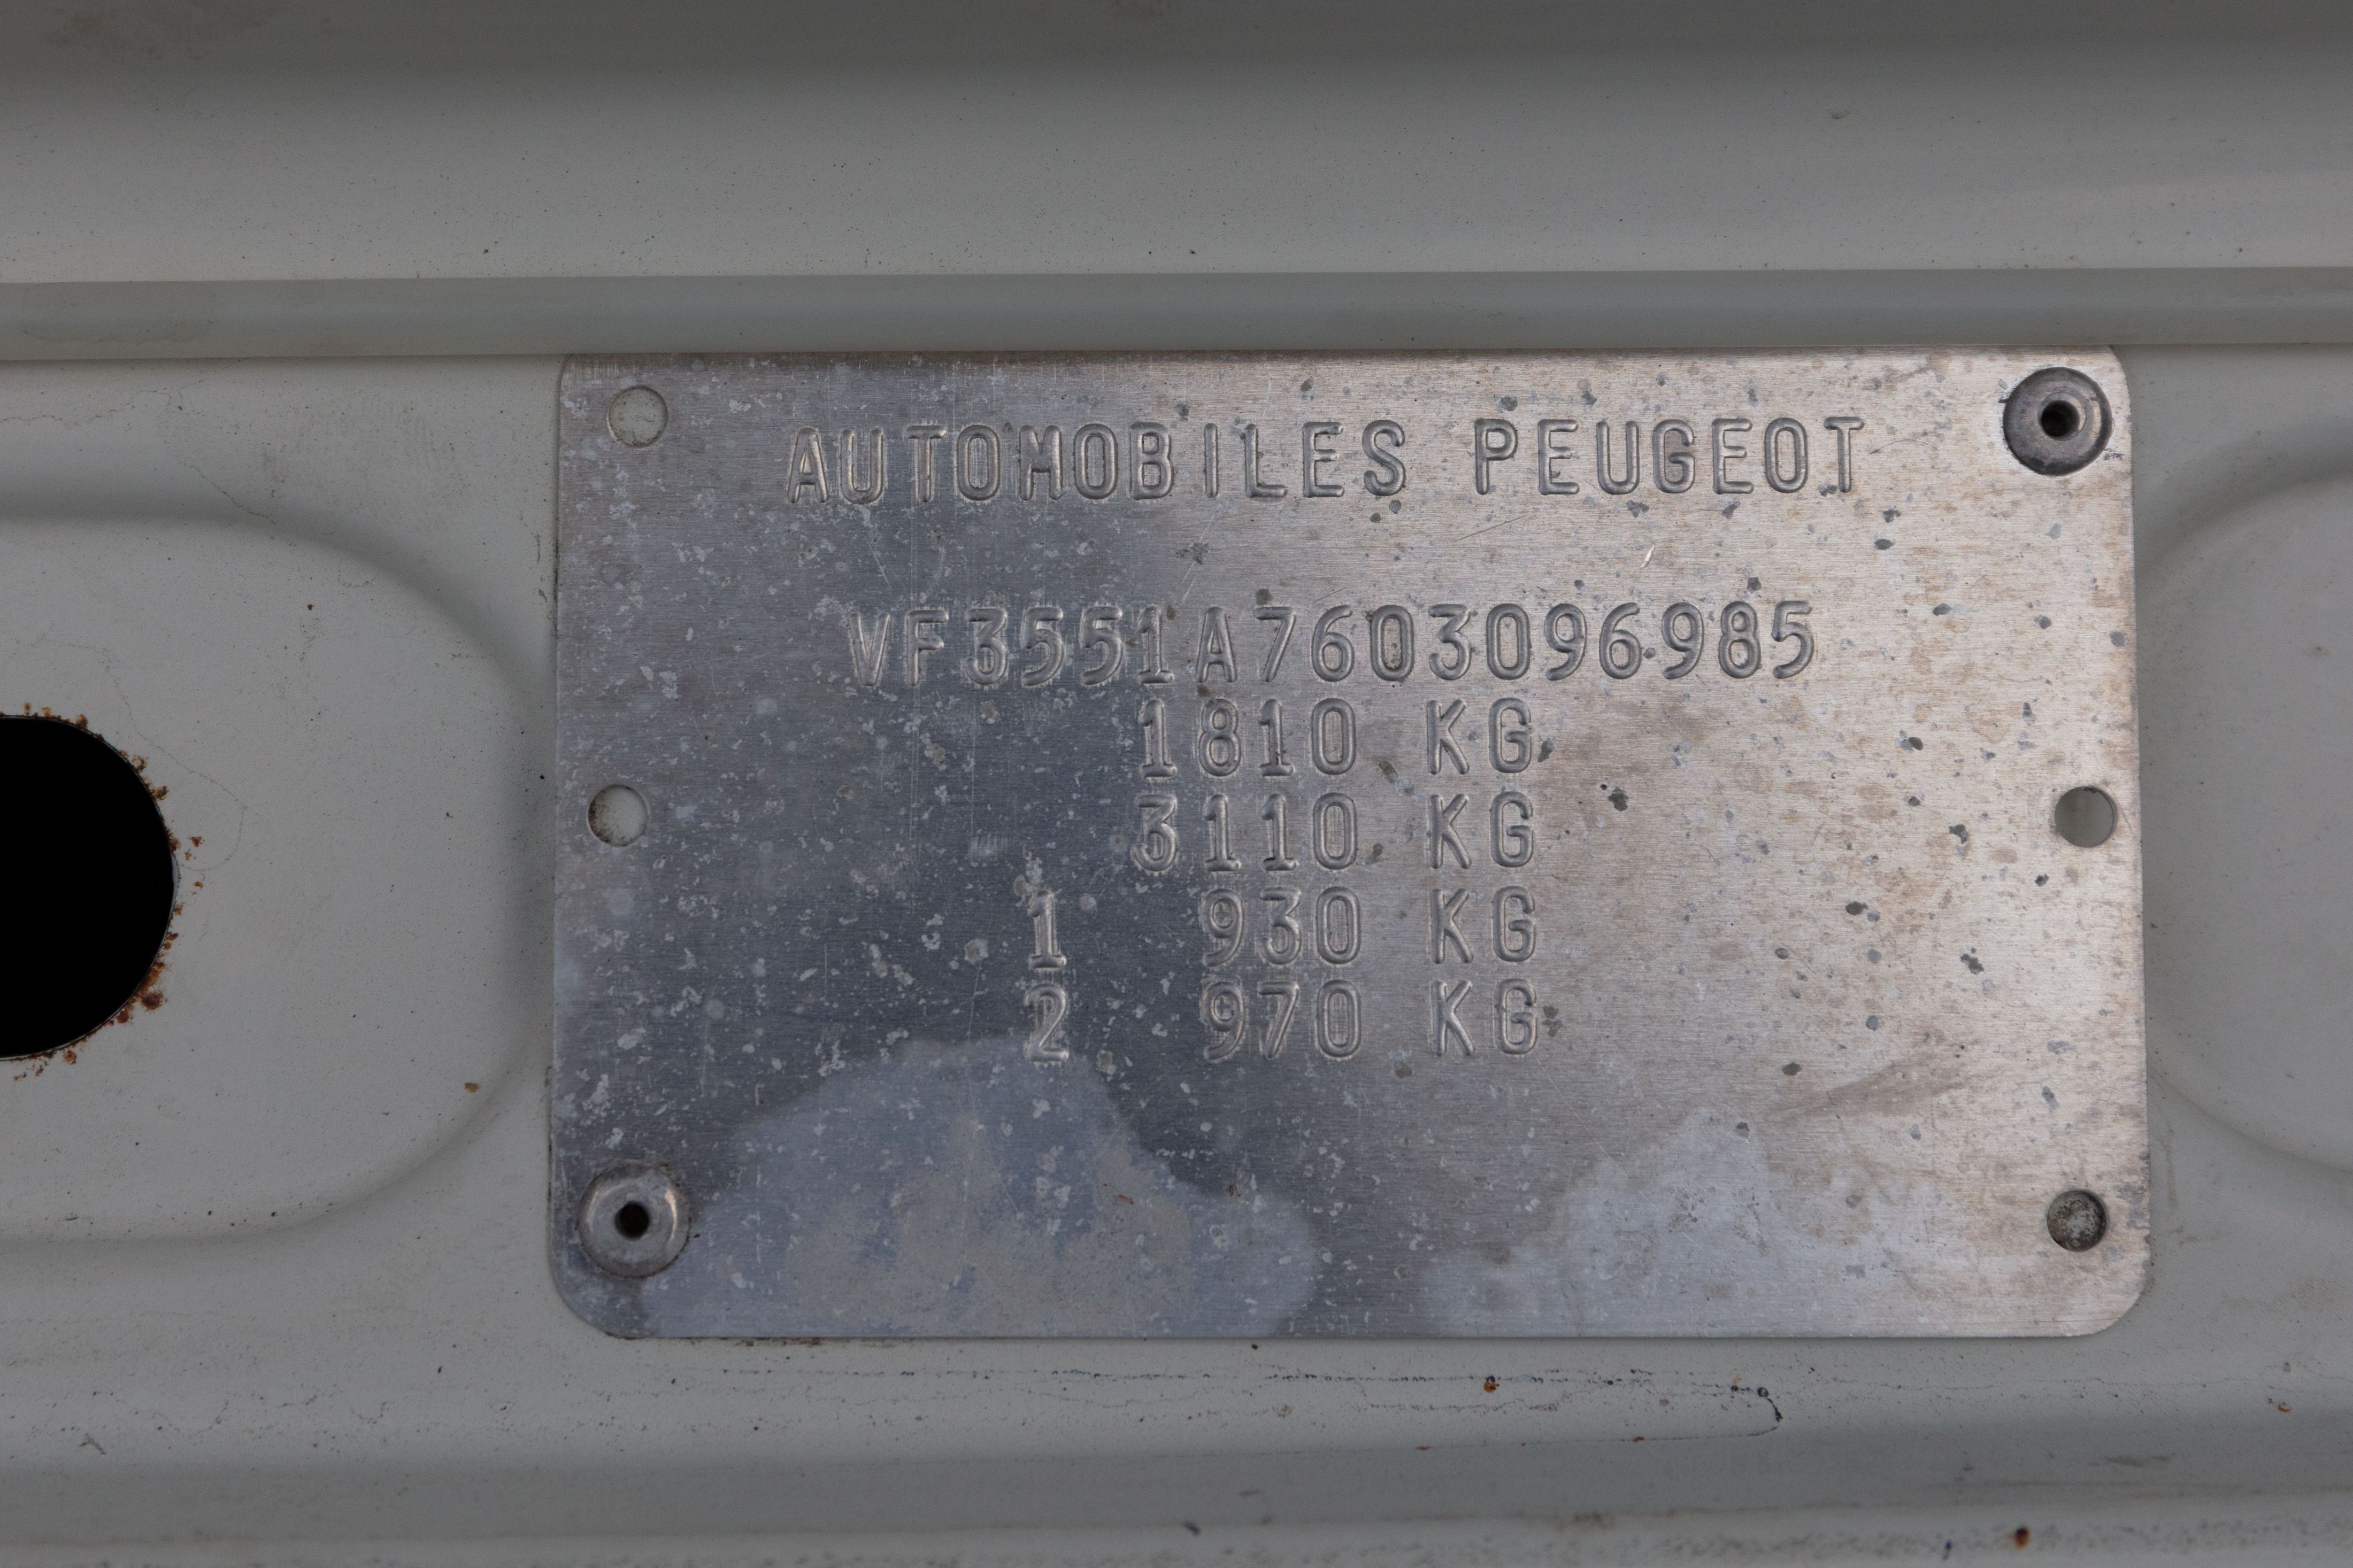 AUTOMOBILES PEUGEOT
VF3551A7603096985
1810 KG
3110 KG
1 930 KG
2 970 KG